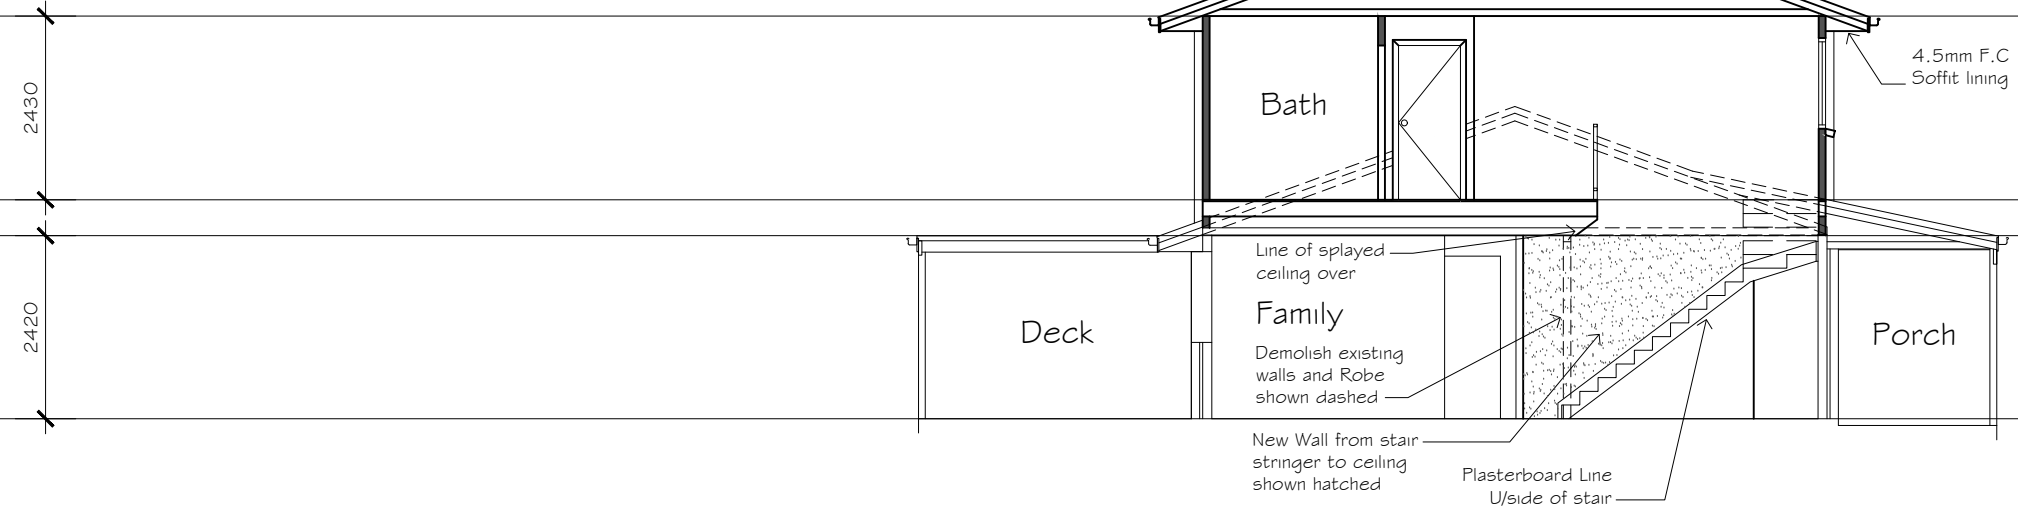 4.5mm F.C
Soffit lining
2430
Bath
Line of splayed
ceiling over
Family
2420
Deck
Porch
Demolish existing
walls and Robe
shown dashed
New Wall from stair
stringer to ceiling
shown hatched
Plasterboard Line
U/side of stair